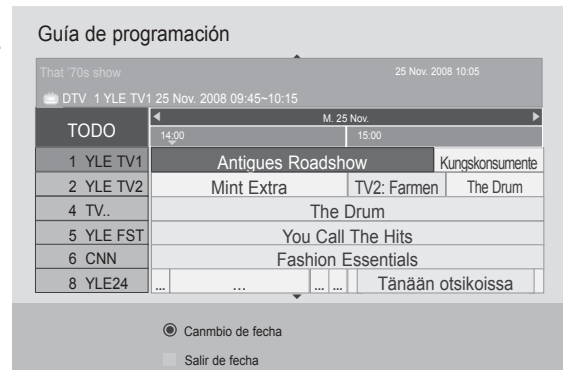 Guía de programación
That '70s show 25 Nov. 2008 10:05
DTV 1 YLE TV1 25 Nov. 2008 09:45~10:15
TODO
M. 25 Nov.
14:00 15:00
1 YLE TV1 Antigues Roadshow Kungskonsumente
2 YLE TV2 Mint Extra TV2: Farmen The Drum
4 TV.. The Drum
5 YLE FST You Call The Hits
6 CNN Fashion Essentials
8 YLE24 ... ... ... ... Tänään otsikoissa
Canmbio de fecha
Salir de fecha